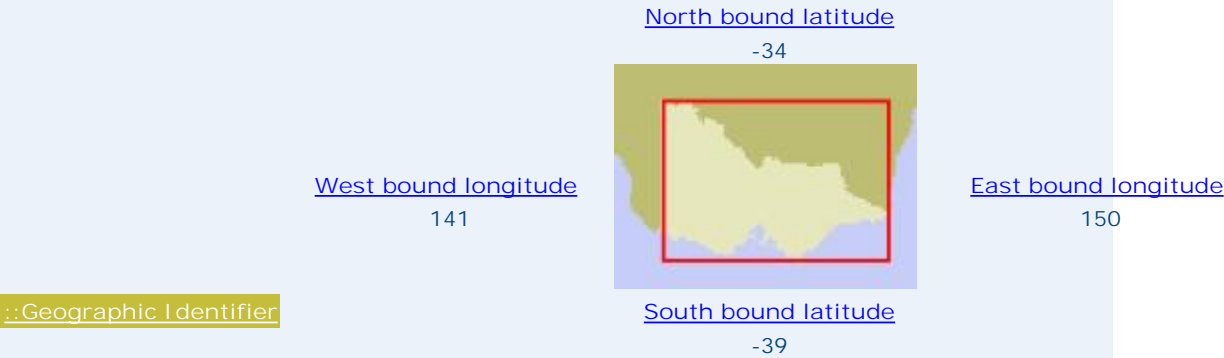 North bound latitude
-34
West bound longitude
141
East bound longitude
150
::Geographic Identifier
South bound latitude
-39